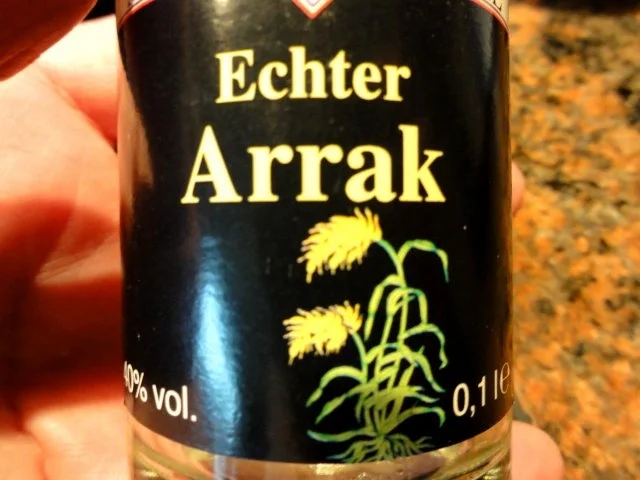 Echter
Arrak
40% vol.
0,1 l e